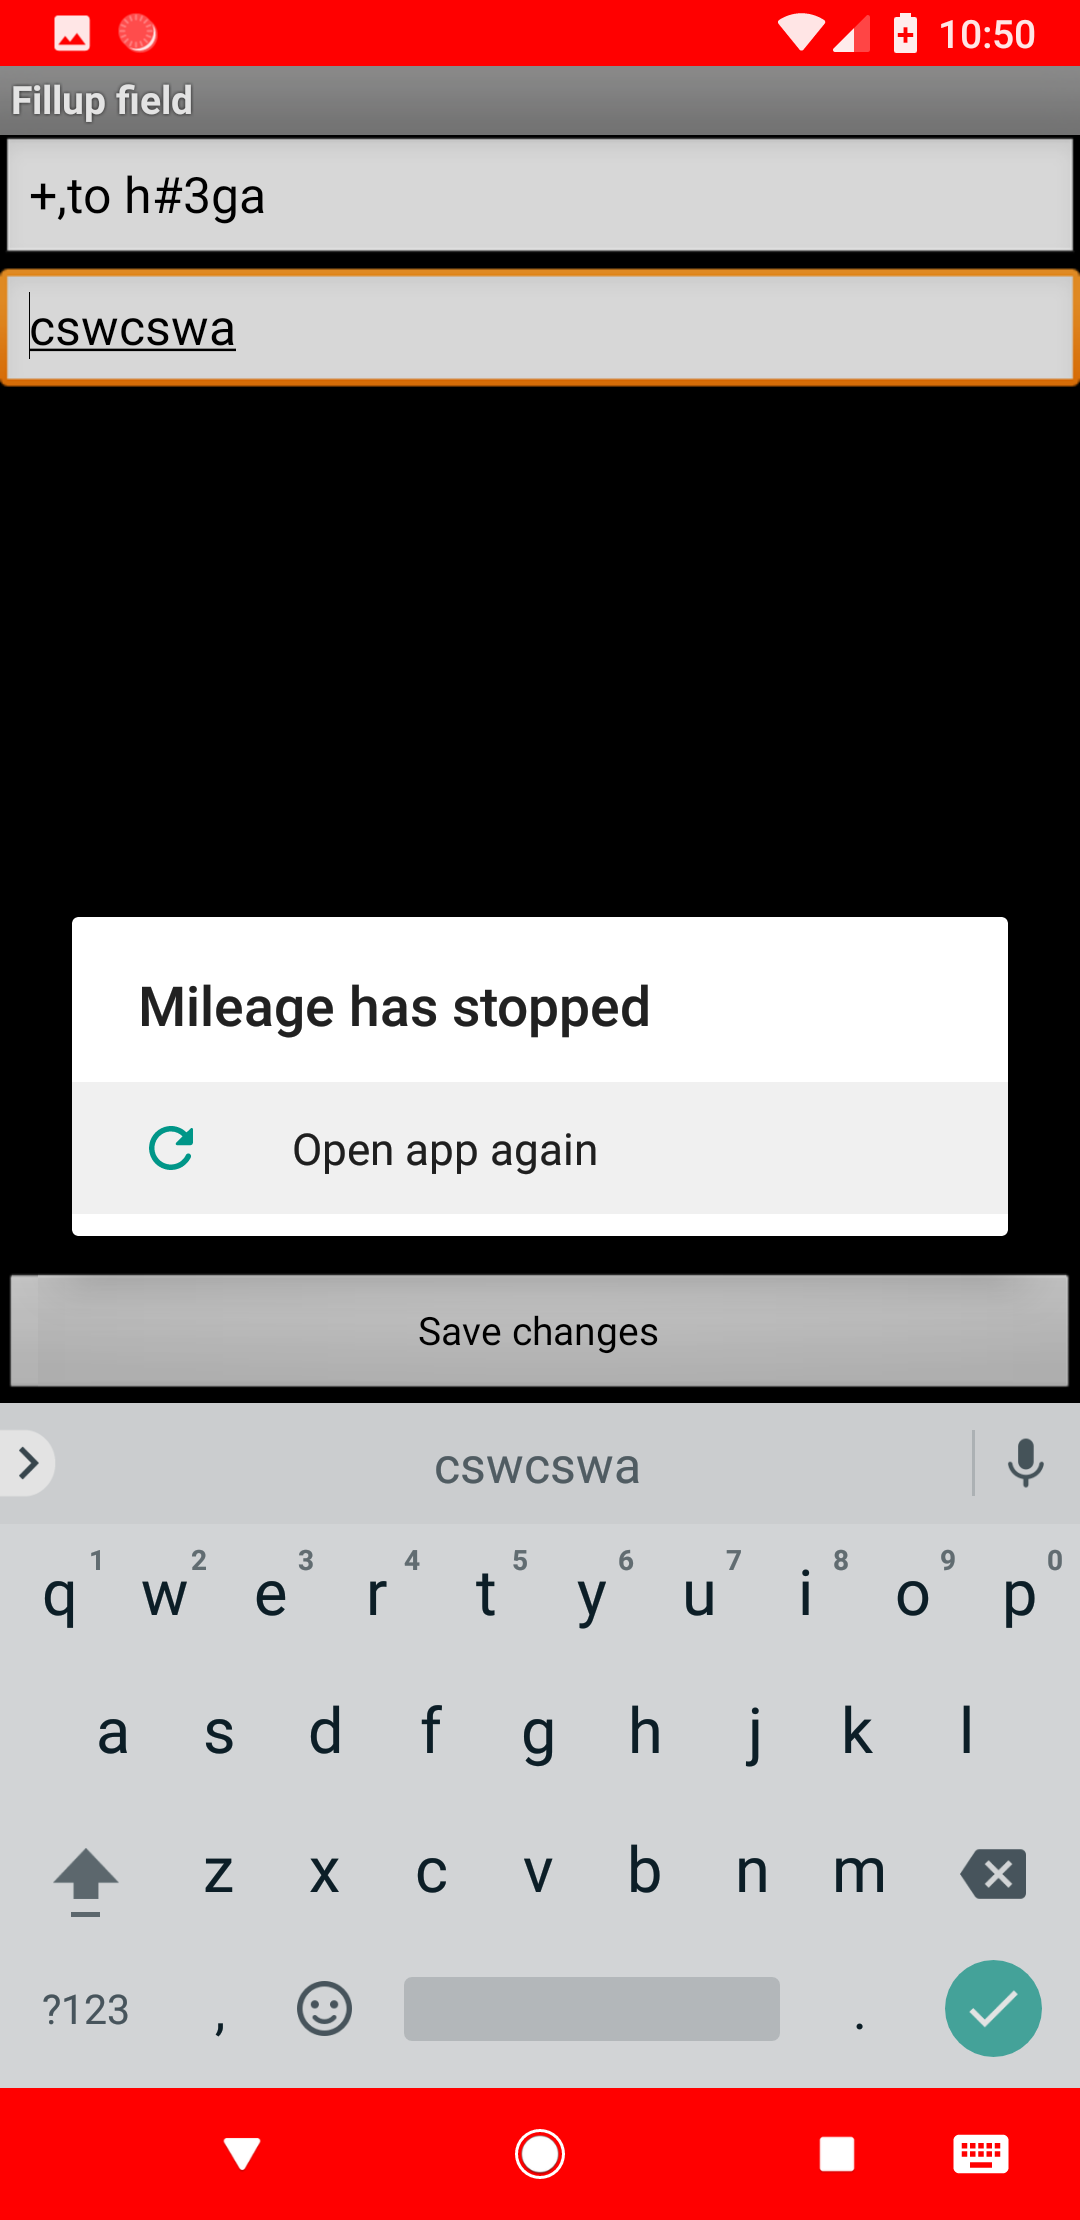 10:50
Fillup field
+,to h#3ga
cswcswa
Mileage has stopped
Open app again
Save changes
cswcswa
1 2 3 4 5 6 7 8 9 0
q w e r t y u i o p
a s d f g h j k l
z x c v b n m
?123 , .